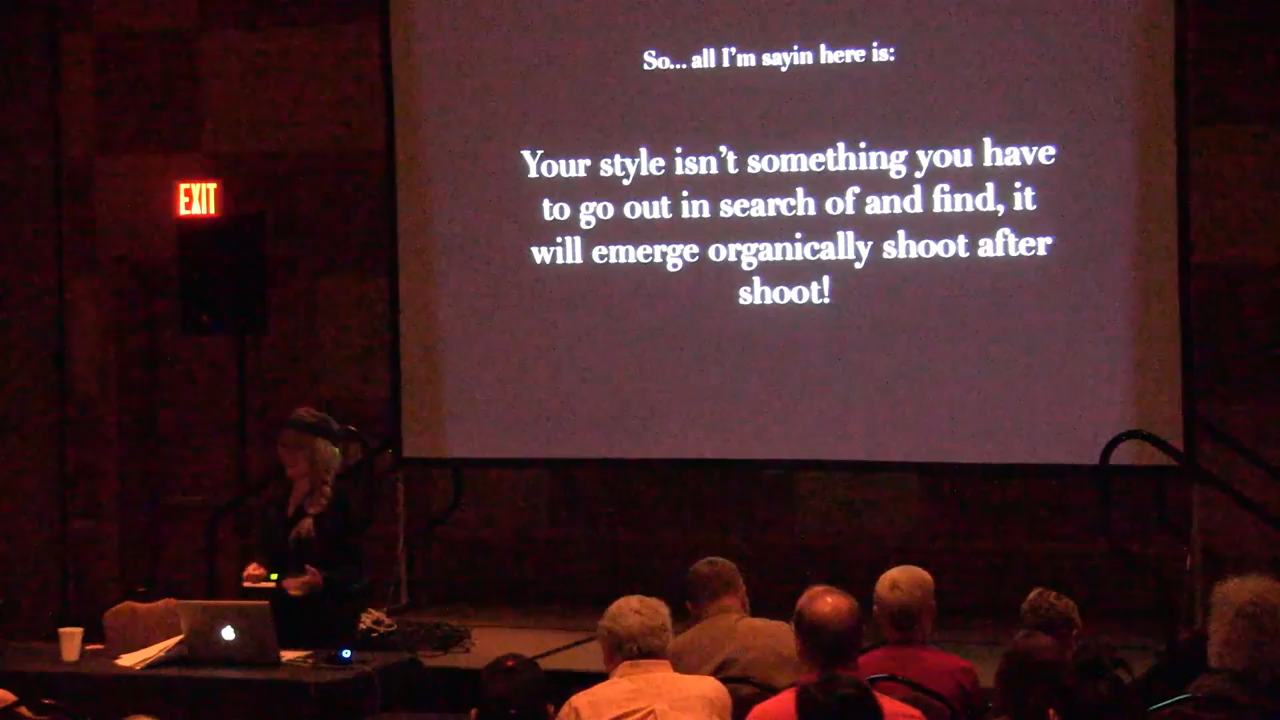 So... all I'm sayin here is:
Your style isn't something you have
to go out in search of and find, it
will emerge organically shoot after
shoot!
EXIT